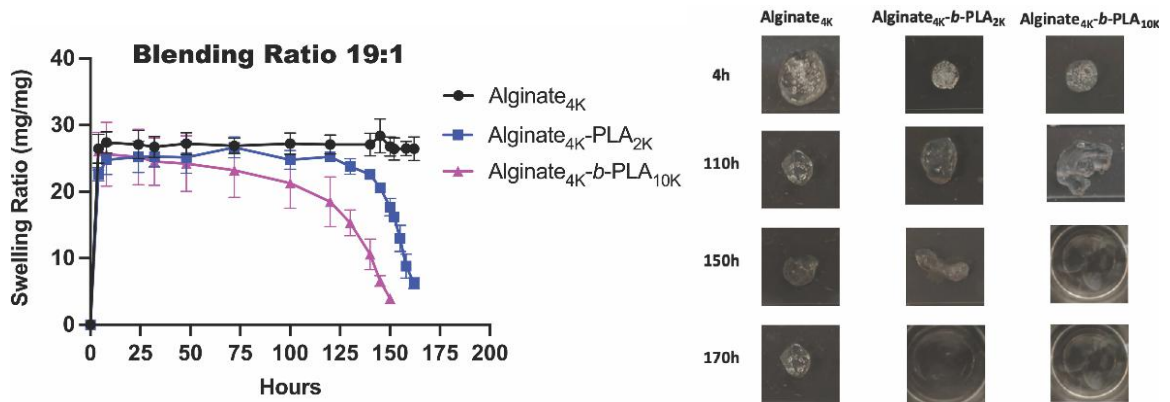 Blending Ratio 19:1
Swelling Ratio (mg/mg)
40
30
20
10
0
0 25 50 75 100 125 150 175 200
Hours
Alginate4K
Alginate4K-PLA2K
Alginate4K-b-PLA10K
Alginate4K Alginate4K-b-PLA2K Alginate4K-b-PLA10K
4h
110h
150h
170h